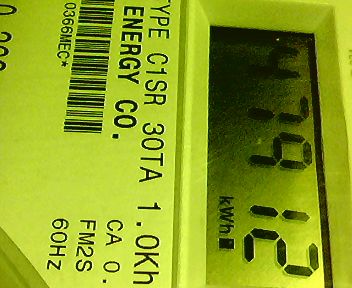 47912
kWh
TYPE C1SR 30TA 1.0Kh
ENERGY CO.
CA 0.
FM2S
60HZ
0366MEC*